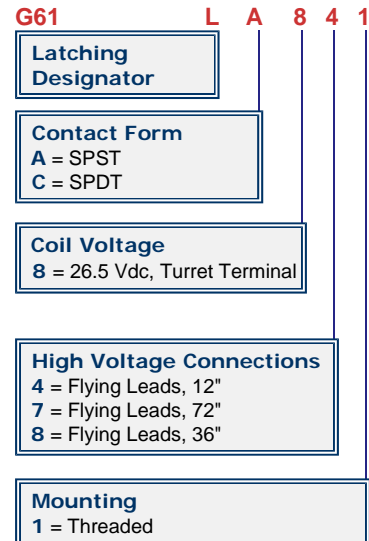 G61 L A 8 4 1
Latching
Designator
Contact Form
A = SPST
C = SPDT
Coil Voltage
8 = 26.5 Vdc, Turret Terminal
High Voltage Connections
4 = Flying Leads, 12"
7 = Flying Leads, 72"
8 = Flying Leads, 36"
Mounting
1 = Threaded